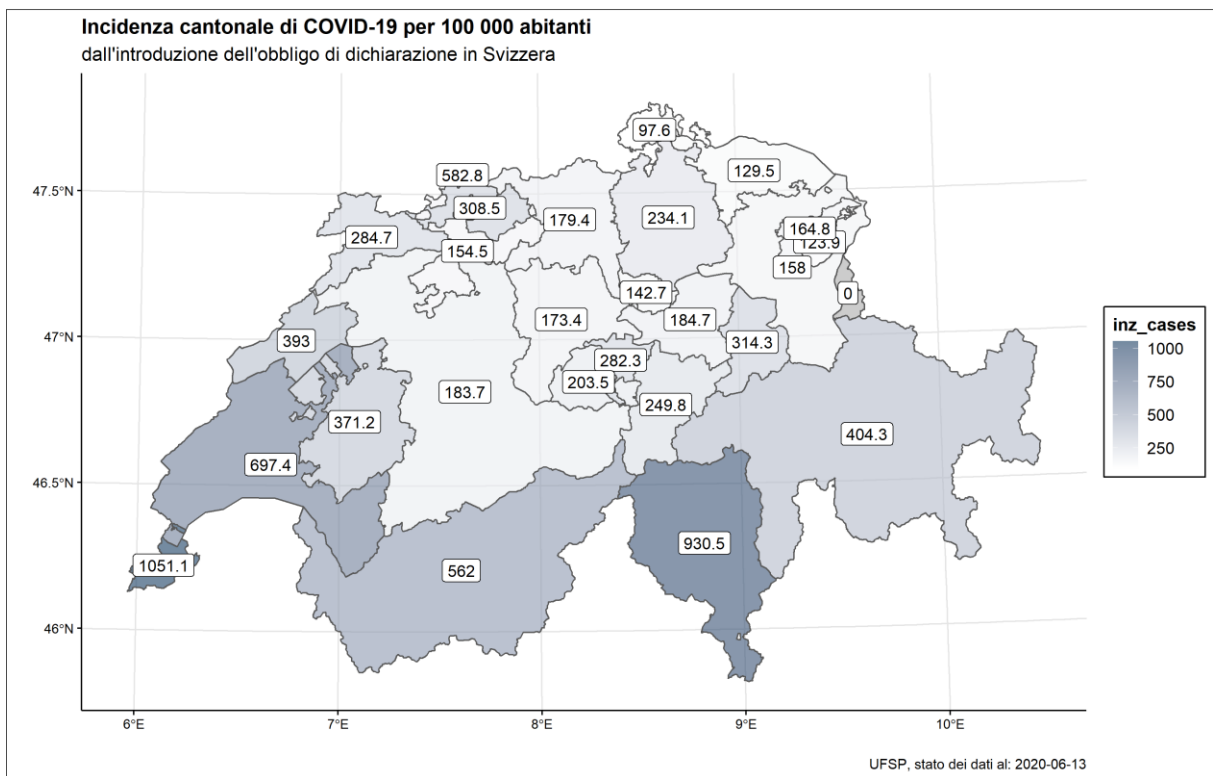 Incidenza cantonale di COVID-19 per 100 000 abitanti
dall'introduzione dell'obbligo di dichiarazione in Svizzera
97.6
129.5
582.8
47.5°N
308.5
179.4
234.1
164.8
123.9
284.7
154.5
158
142.7
0
173.4
184.7
47°N
393
314.3
282.3
203.5
183.7
249.8
371.2
404.3
697.4
46.5°N
930.5
1051.1
562
46°N
6°E
7°E
8°E
9°E
10°E
inz_cases
1000
750
500
250
UFSP, stato dei dati al: 2020-06-13